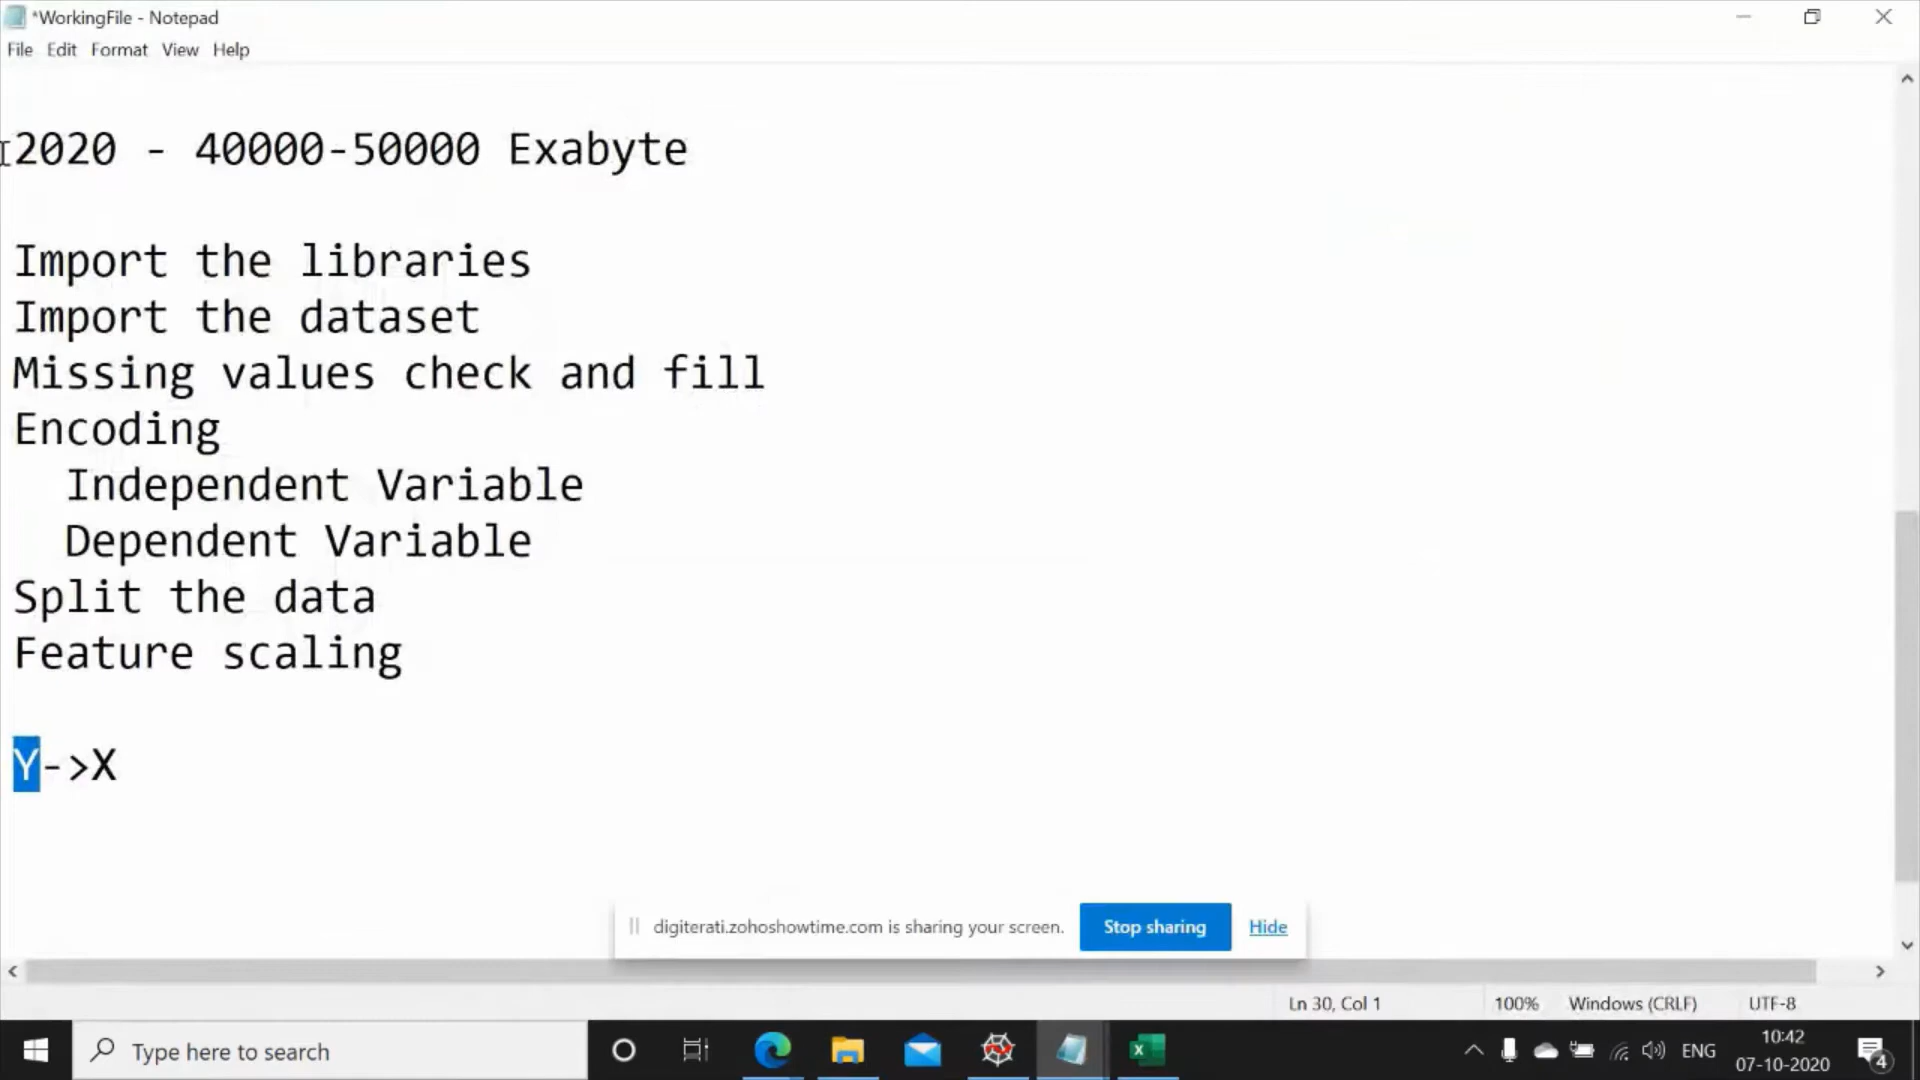 *WorkingFile - Notepad
File Edit Format View Help
2020 - 40000-50000 Exabyte
Import the libraries
Import the dataset
Missing values check and fill
Encoding
Independent Variable
Dependent Variable
Split the data
Feature scaling
Y->X
digiterati.zohoshowtime.com is sharing your screen. Stop sharing Hide
Ln 30, Col 1 100% Windows (CRLF) UTF-8
Type here to search
ENG
10:42
07-10-2020
4